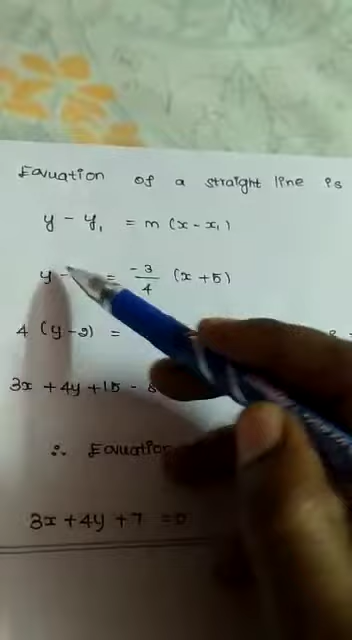 Equation of a straight line is
y - y₁ = m (x - x₁)
y - = -3/4 (x + 5)
4 (y-2) =
3x + 4y + 15 - 8
∴ Equation
3x + 4y + 7 = 0